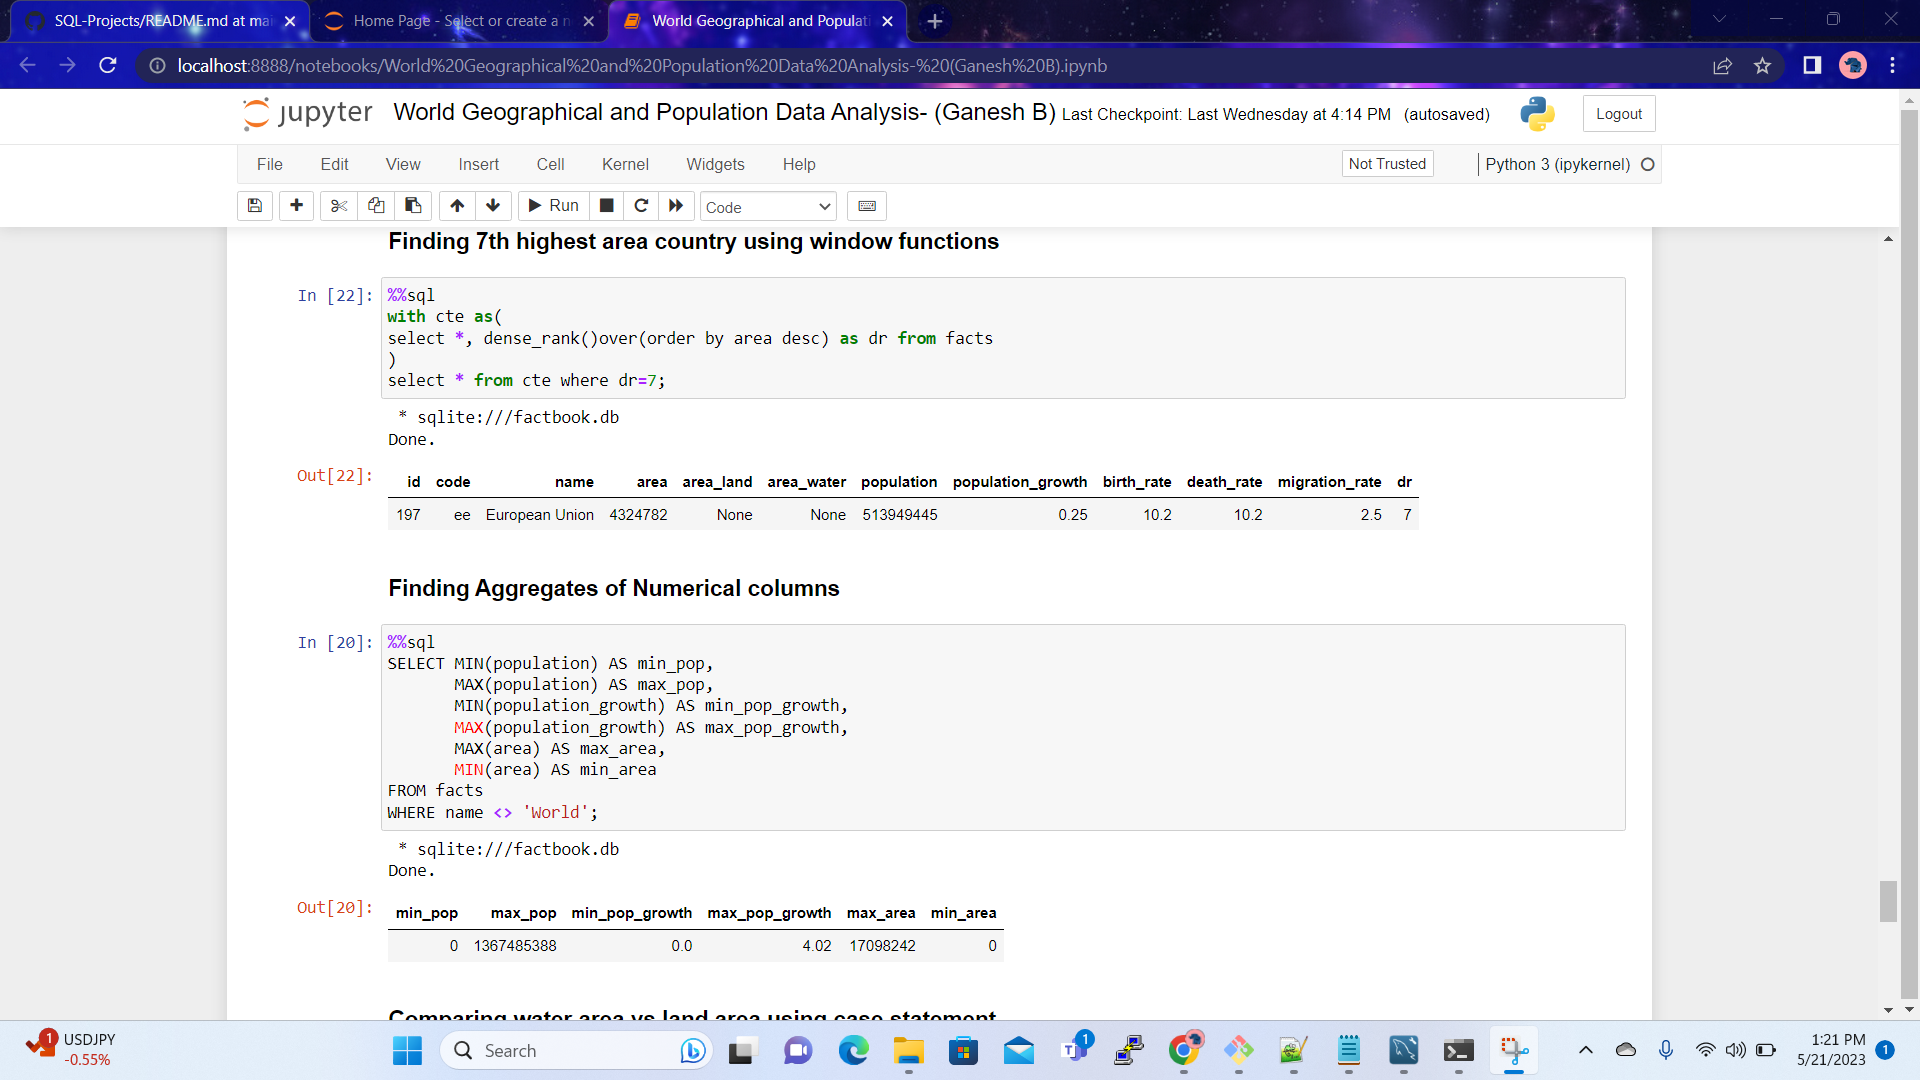 SQL-Projects/README.md at mai
Home Page - Select or create a n
World Geographical and Populati
localhost:8888/notebooks/World%20Geographical%20and%20Population%20Data%20Analysis-%20(Ganesh%20B).ipynb
jupyter World Geographical and Population Data Analysis- (Ganesh B) Last Checkpoint: Last Wednesday at 4:14 PM (autosaved) Logout
File Edit View Insert Cell Kernel Widgets Help Not Trusted Python 3 (ipykernel)
Run Code
Finding 7th highest area country using window functions
In [22]: %%sql
with cte as(
select *, dense_rank()over(order by area desc) as dr from facts
)
select * from cte where dr=7;
* sqlite:///factbook.db
Done.
Out[22]: id code name area area_land area_water population population_growth birth_rate death_rate migration_rate dr
197 ee European Union 4324782 None None 513949445 0.25 10.2 10.2 2.5 7
Finding Aggregates of Numerical columns
In [20]: %%sql
SELECT MIN(population) AS min_pop,
MAX(population) AS max_pop,
MIN(population_growth) AS min_pop_growth,
MAX(population_growth) AS max_pop_growth,
MAX(area) AS max_area,
MIN(area) AS min_area
FROM facts
WHERE name <> 'World';
* sqlite:///factbook.db
Done.
Out[20]: min_pop max_pop min_pop_growth max_pop_growth max_area min_area
0 1367485388 0.0 4.02 17098242 0
Comparing water area vs land area using case statement
1 USDJPY
-0.55%
Search
1
1:21 PM
5/21/2023
1